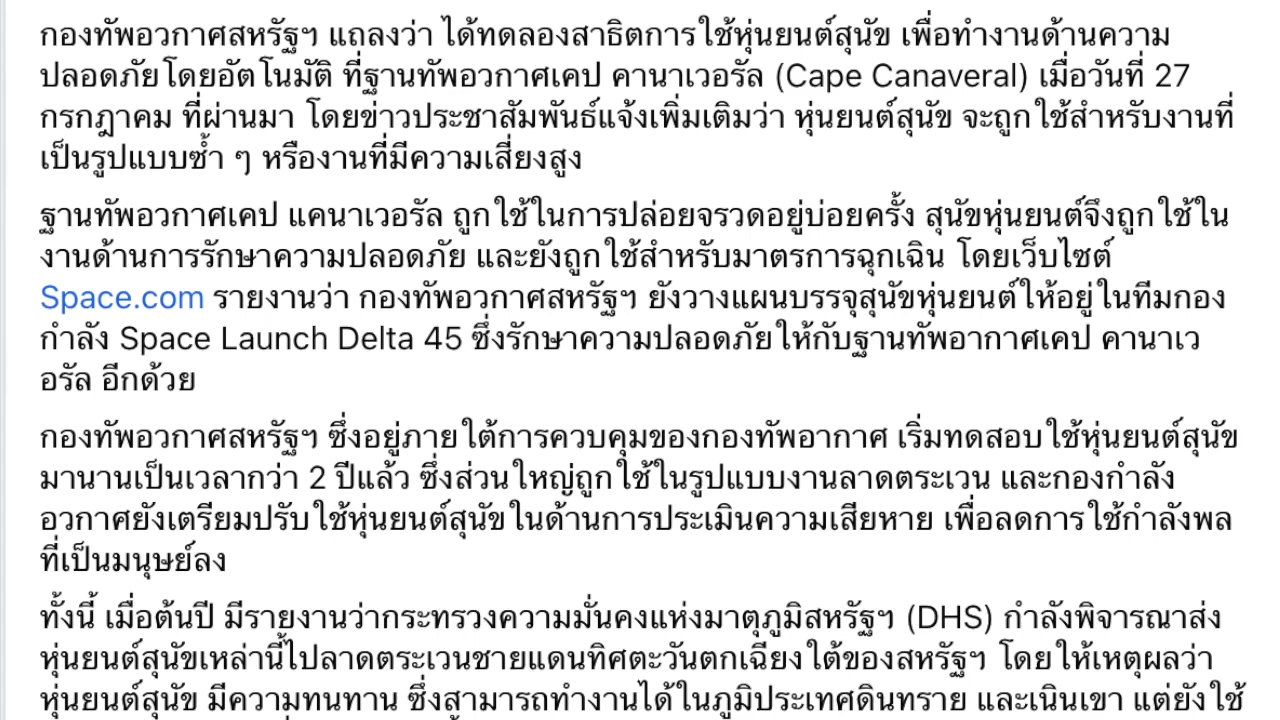 กองทัพอวกาศสหรัฐฯ แถลงว่า ได้ทดลองสาธิตการใช้หุ่นยนต์สุนัข เพื่อทำงานด้านความ
ปลอดภัยโดยอัตโนมัติ ที่ฐานทัพอวกาศเคป คานาเวอรัล (Cape Canaveral) เมื่อวันที่ 27
กรกฎาคม ที่ผ่านมา โดยข่าวประชาสัมพันธ์แจ้งเพิ่มเติมว่า หุ่นยนต์สุนัข จะถูกใช้สำหรับงานที่
เป็นรูปแบบซ้ำ ๆ หรืองานที่มีความเสี่ยงสูง
ฐานทัพอวกาศเคป แคนาเวอรัล ถูกใช้ในการปล่อยจรวดอยู่บ่อยครั้ง สุนัขหุ่นยนต์จึงถูกใช้ใน
งานด้านการรักษาความปลอดภัย และยังถูกใช้สำหรับมาตรการฉุกเฉิน โดยเว็บไซต์
Space.com รายงานว่า กองทัพอวกาศสหรัฐฯ ยังวางแผนบรรจุสุนัขหุ่นยนต์ให้อยู่ในทีมกอง
กำลัง Space Launch Delta 45 ซึ่งรักษาความปลอดภัยให้กับฐานทัพอากาศเคป คานาเว
อรัล อีกด้วย
กองทัพอวกาศสหรัฐฯ ซึ่งอยู่ภายใต้การควบคุมของกองทัพอากาศ เริ่มทดสอบใช้หุ่นยนต์สุนัข
มานานเป็นเวลากว่า 2 ปีแล้ว ซึ่งส่วนใหญ่ถูกใช้ในรูปแบบงานลาดตระเวน และกองกำลัง
อวกาศยังเตรียมปรับใช้หุ่นยนต์สุนัขในด้านการประเมินความเสียหาย เพื่อลดการใช้กำลังพล
ที่เป็นมนุษย์ลง
ทั้งนี้ เมื่อต้นปี มีรายงานว่ากระทรวงความมั่นคงแห่งมาตุภูมิสหรัฐฯ (DHS) กำลังพิจารณาส่ง
หุ่นยนต์สุนัขเหล่านี้ไปลาดตระเวนชายแดนทิศตะวันตกเฉียงใต้ของสหรัฐฯ โดยให้เหตุผลว่า
หุ่นยนต์สุนัข มีความทนทาน ซึ่งสามารถทำงานได้ในภูมิประเทศดินทราย และเนินเขา แต่ยังใช้